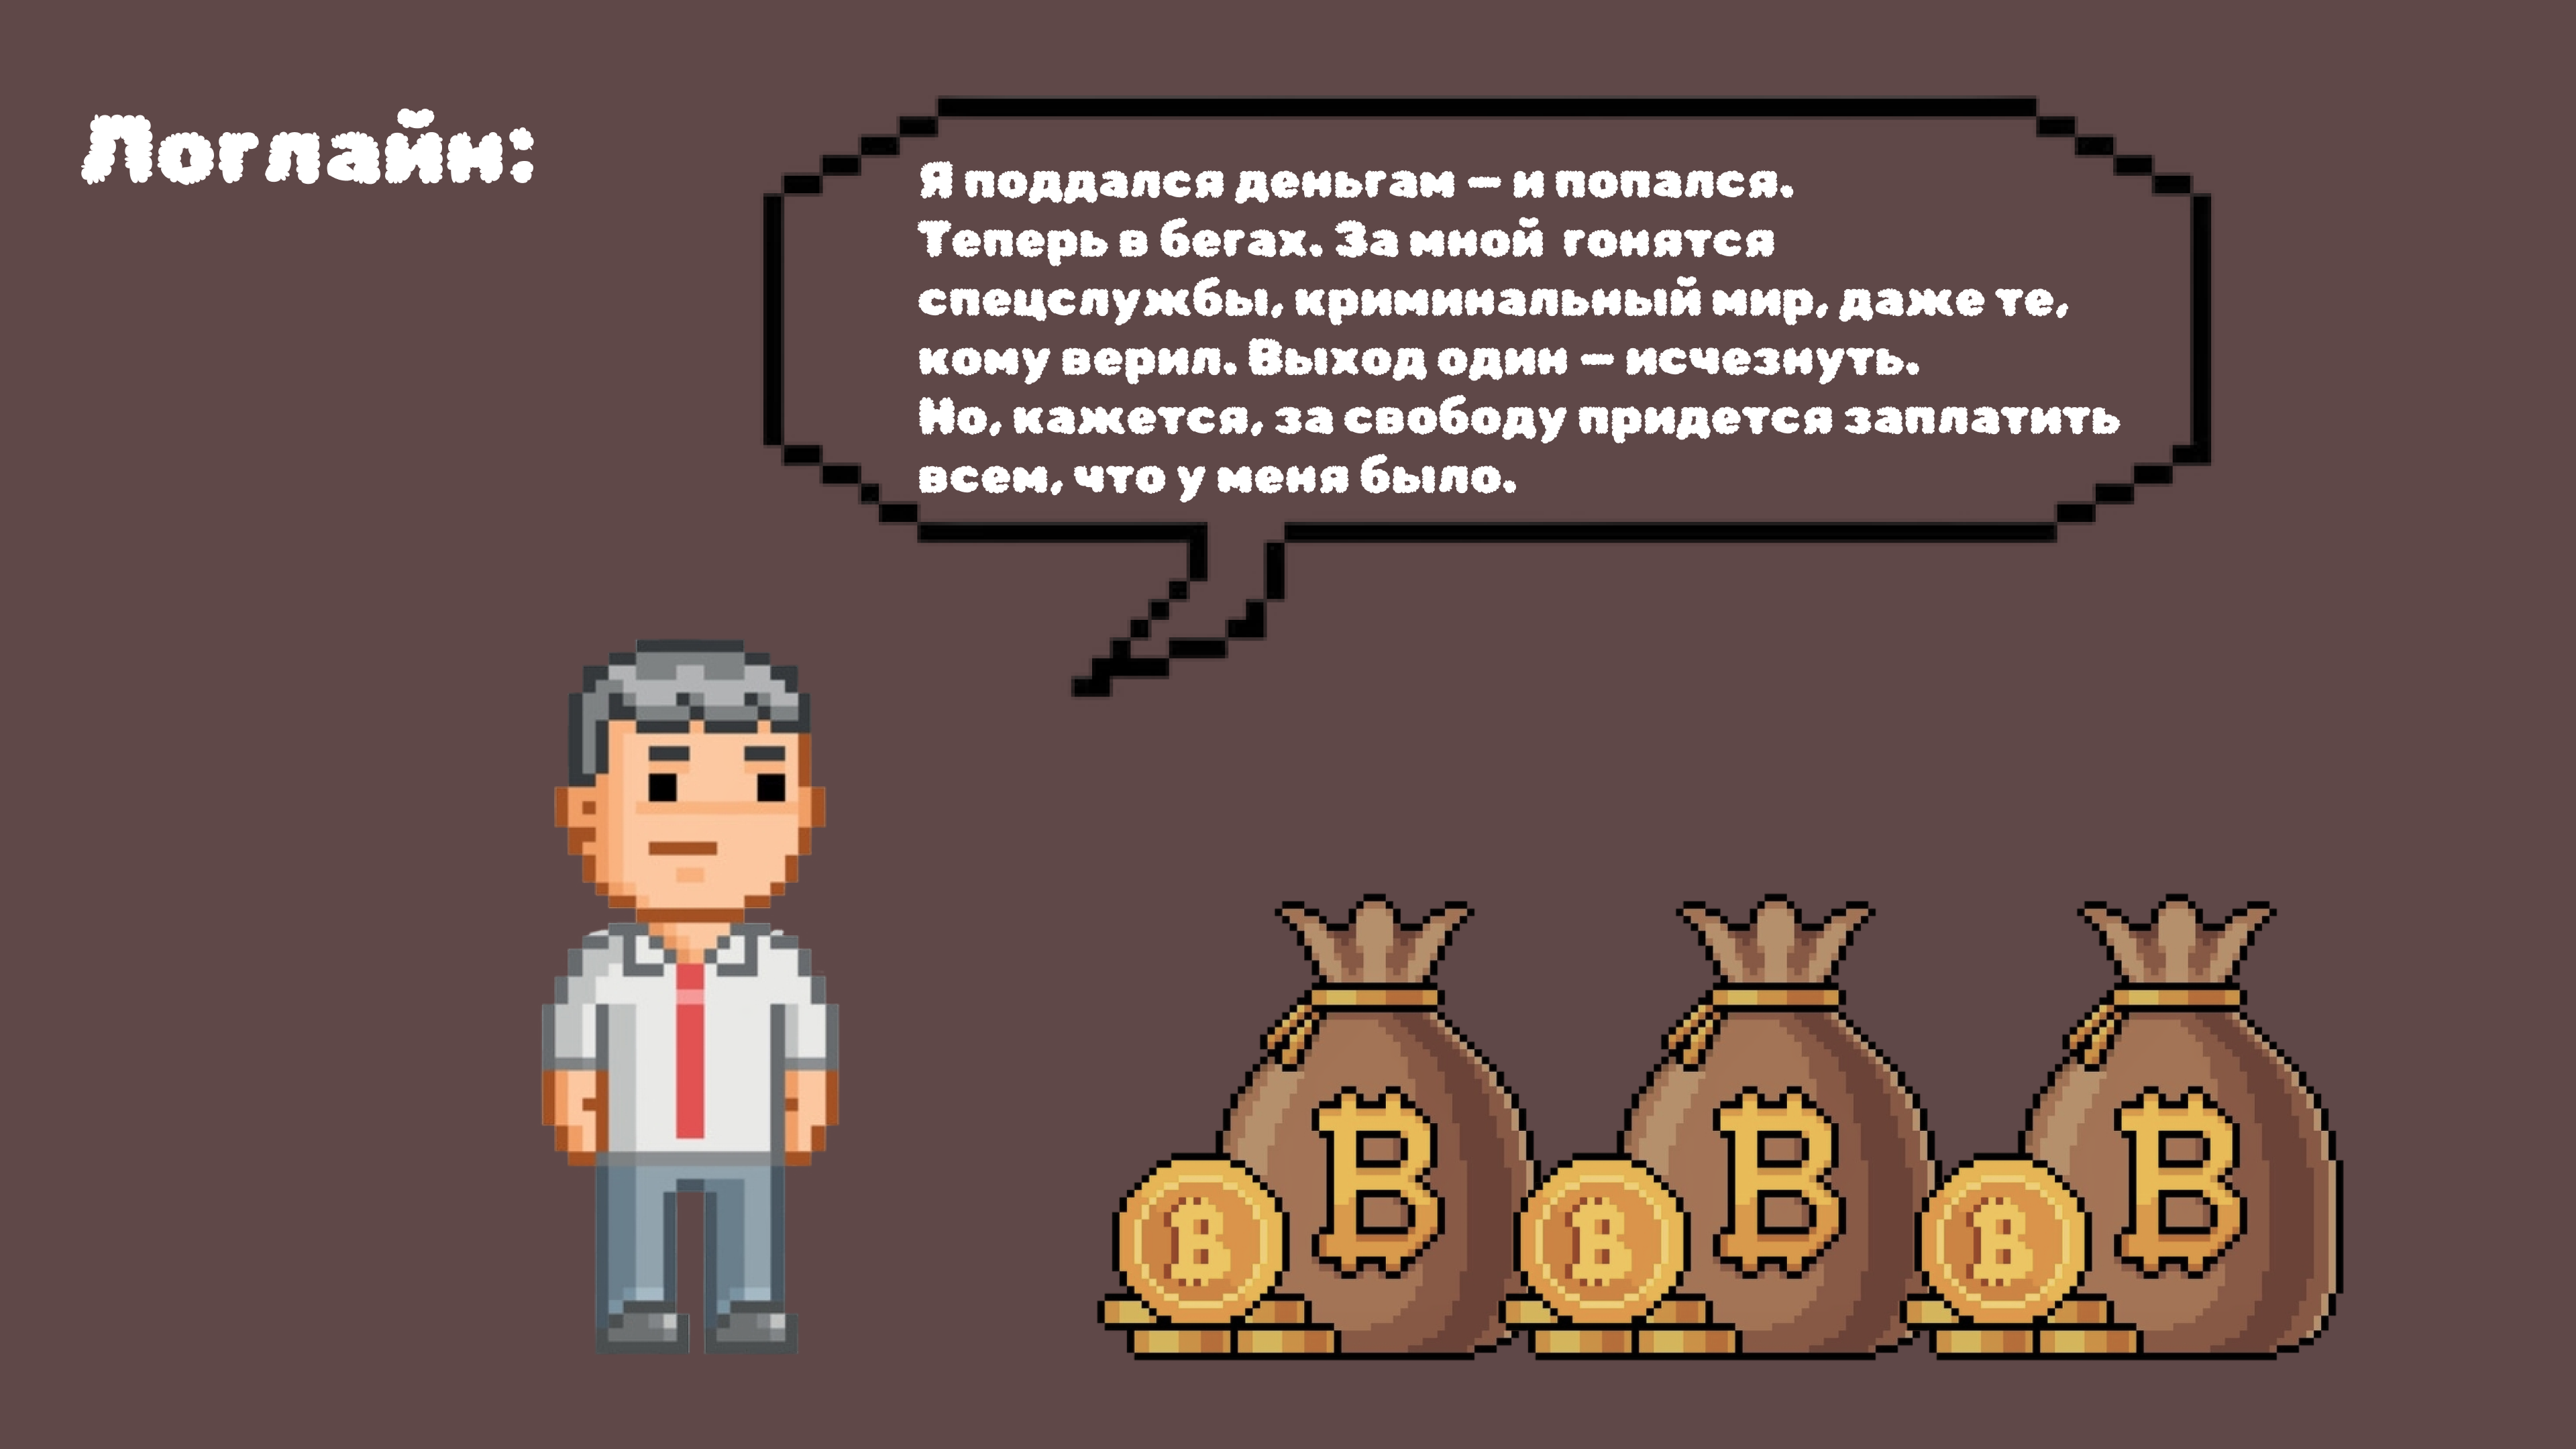 Логлайн:
Я поддался деньгам — и попался.
Теперь в бегах. За мной гонятся
спецслужбы, криминальный мир, даже те,
кому верил. Выход один — исчезнуть.
Но, кажется, за свободу придется заплатить
всем, что у меня было.